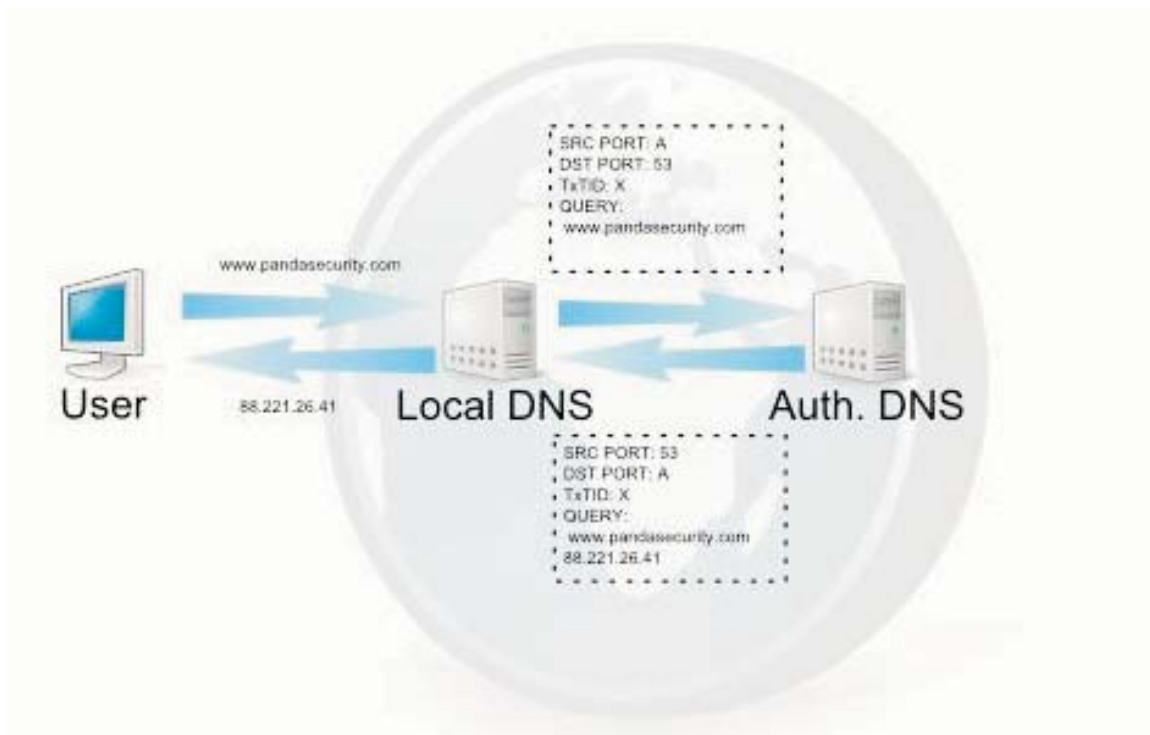 SRC PORT: A
DST PORT: 53
TxTID: X
QUERY:
www.pandasecurity.com
www.pandasecurity.com
User
88.221.26.41
Local DNS
Auth. DNS
SRC PORT: 53
DST PORT: A
TxTID: X
QUERY:
www.pandasecurity.com
88.221.26.41